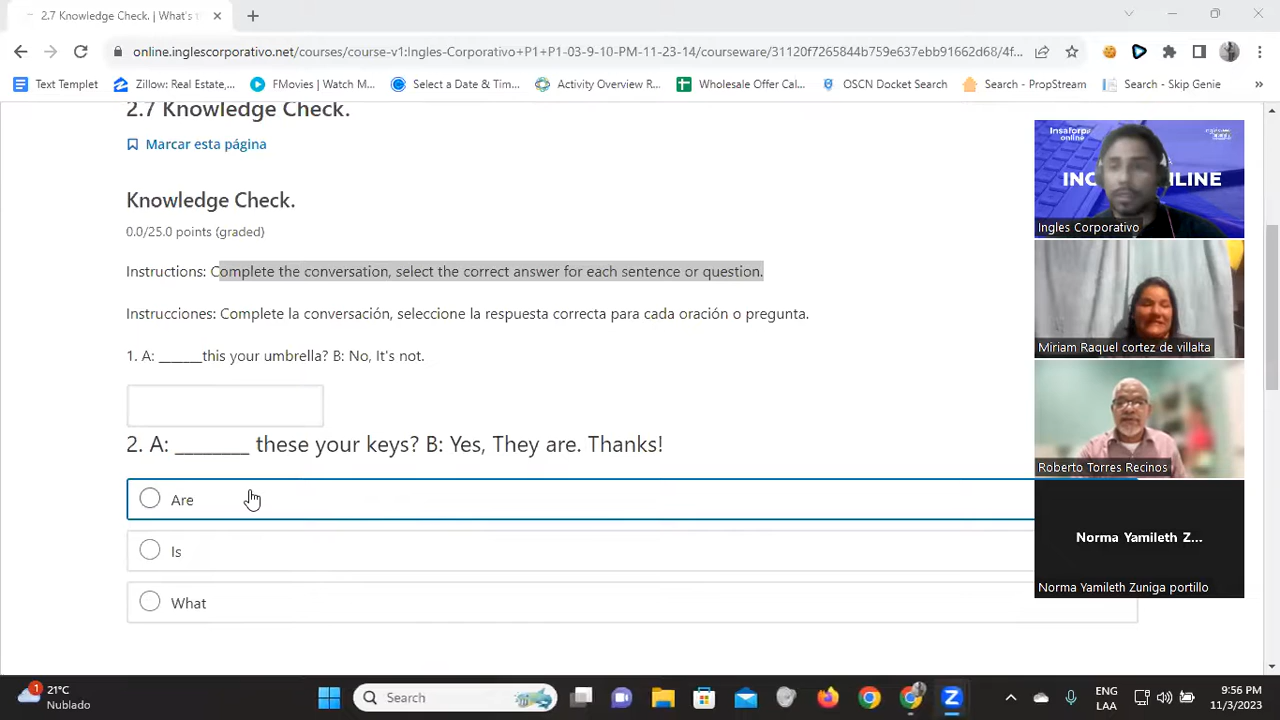 2.7 Knowledge Check. | What's t
online.inglescorporativo.net/courses/course-v1:Ingles-Corporativo+P1+P1-03-9-10-PM-11-23-14/courseware/31120f7265844b759e637ebb91662d68/4f...
Text Templet
Zillow: Real Estate,...
FMovies | Watch M...
Select a Date & Tim...
Activity Overview R...
Wholesale Offer Cal...
OSCN Docket Search
Search - PropStream
Search - Skip Genie
»
2.7 Knowledge Check.
Marcar esta página
Knowledge Check.
0.0/25.0 points (graded)
Instructions: Complete the conversation, select the correct answer for each sentence or question.
Instrucciones: Complete la conversación, seleccione la respuesta correcta para cada oración o pregunta.
1. A: _______this your umbrella? B: No, It's not.
2. A: ________ these your keys? B: Yes, They are. Thanks!
Are
Is
What
Insaforp
online
INC
LINE
Ingles Corporativo
Miriam Raquel cortez de villalta
Roberto Torres Recinos
Norma Yamileth Z...
Norma Yamileth Zuniga portillo
1
21°C
Nublado
Search
ENG
LAA
9:56 PM
11/3/2023